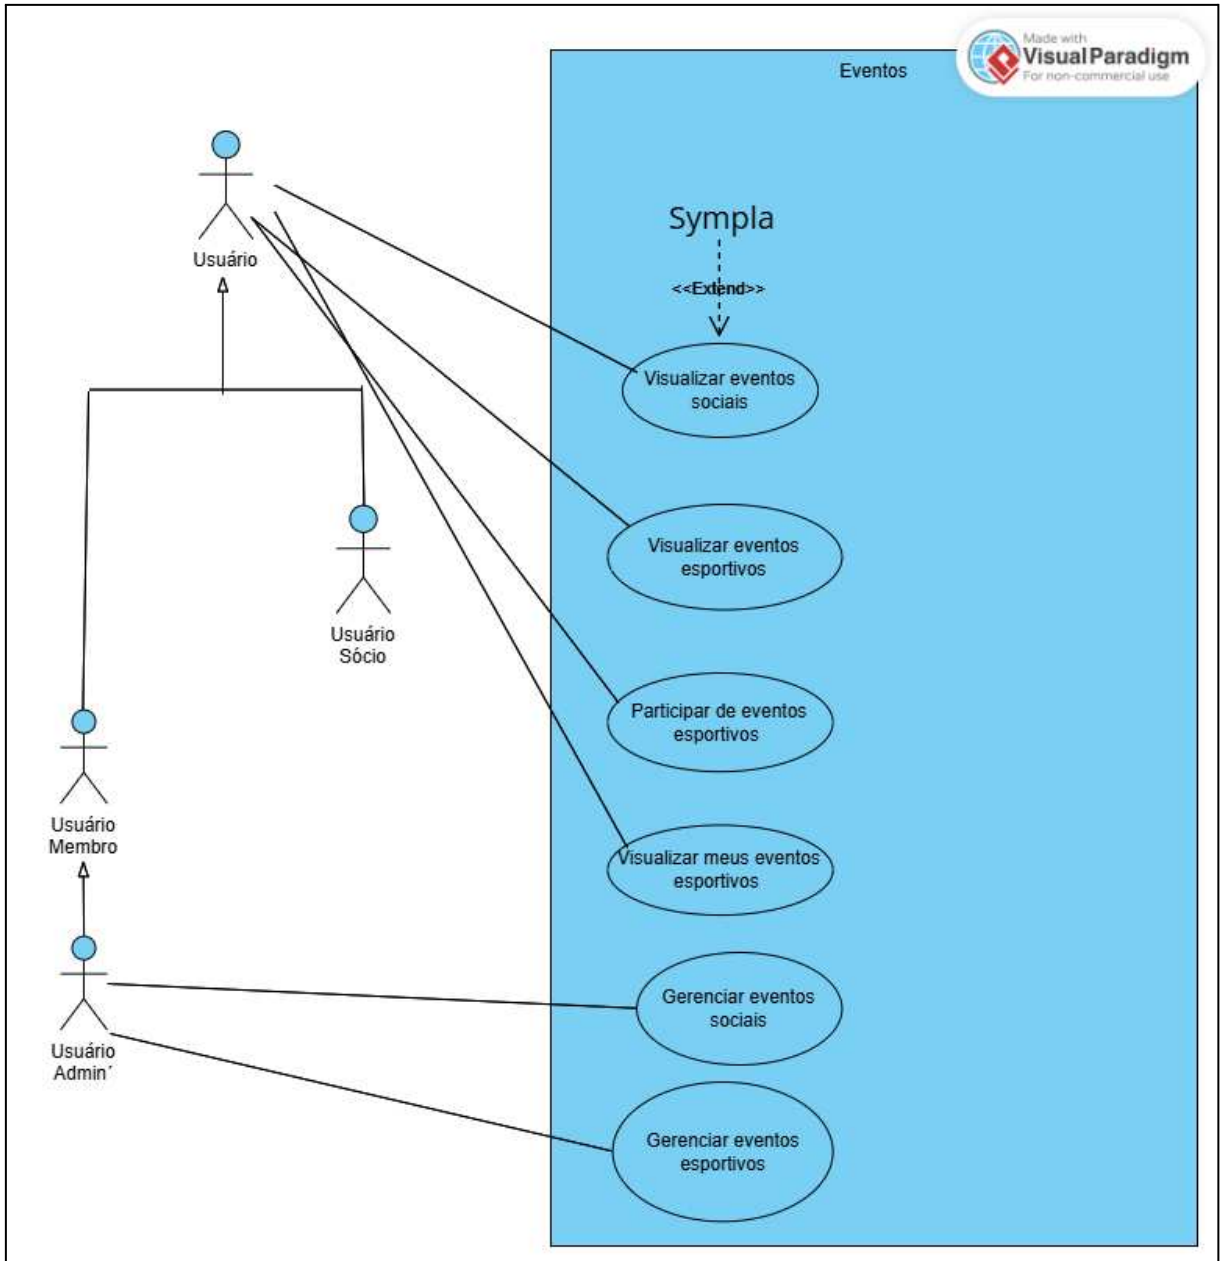 Made with
Visual Paradigm
For non-commercial use
Eventos
Usuário
Sympla
<<Extend>>
Visualizar eventos
sociais
Visualizar eventos
esportivos
Usuário
Sócio
Participar de eventos
esportivos
Usuário
Membro
Visualizar meus eventos
esportivos
Gerenciar eventos
sociais
Usuário
Admin´
Gerenciar eventos
esportivos